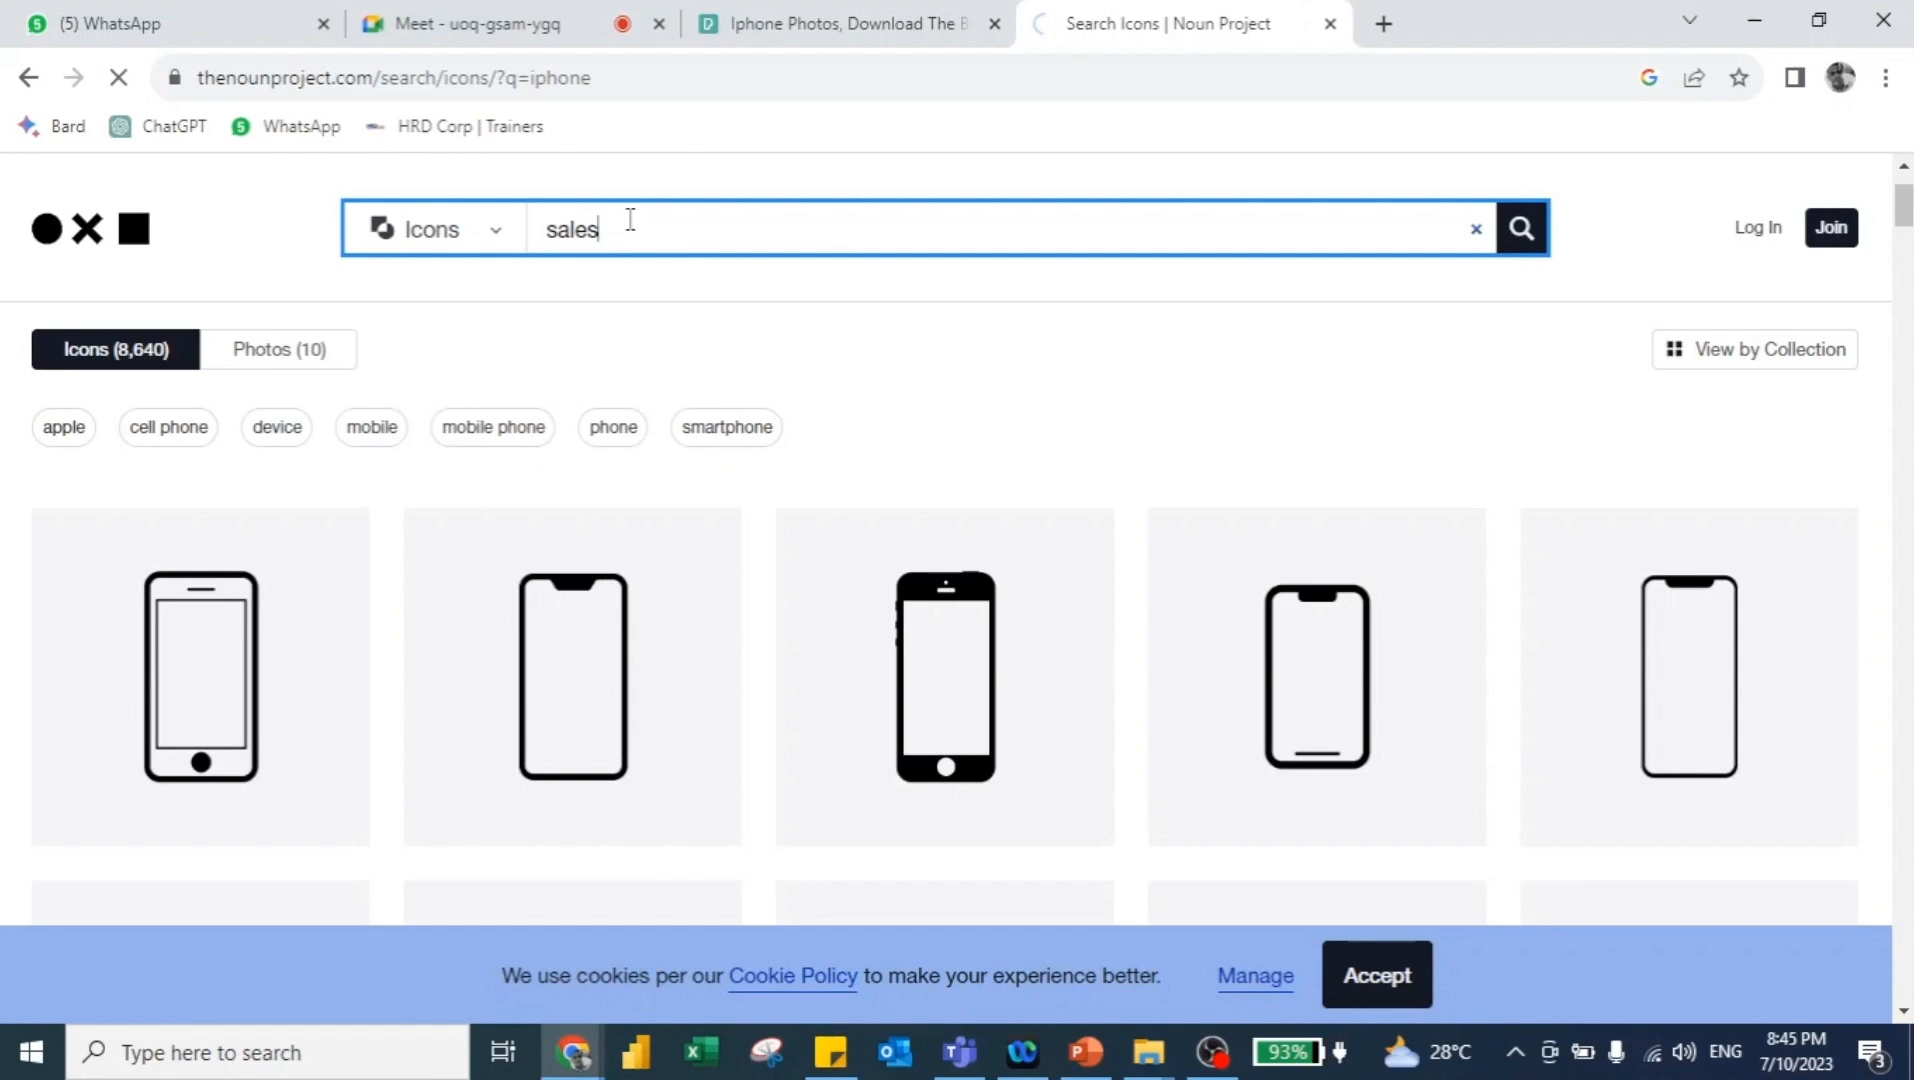 5 (5) WhatsApp
Meet - uoq-gsam-ygq
Iphone Photos, Download The B
Search Icons | Noun Project
thenounproject.com/search/icons/?q=iphone
Bard
ChatGPT
WhatsApp
HRD Corp | Trainers
Icons
sales
Log In
Join
Icons (8,640)
Photos (10)
View by Collection
apple
cell phone
device
mobile
mobile phone
phone
smartphone
We use cookies per our Cookie Policy to make your experience better.
Manage
Accept
Type here to search
93%
28°C
ENG
8:45 PM
7/10/2023
3